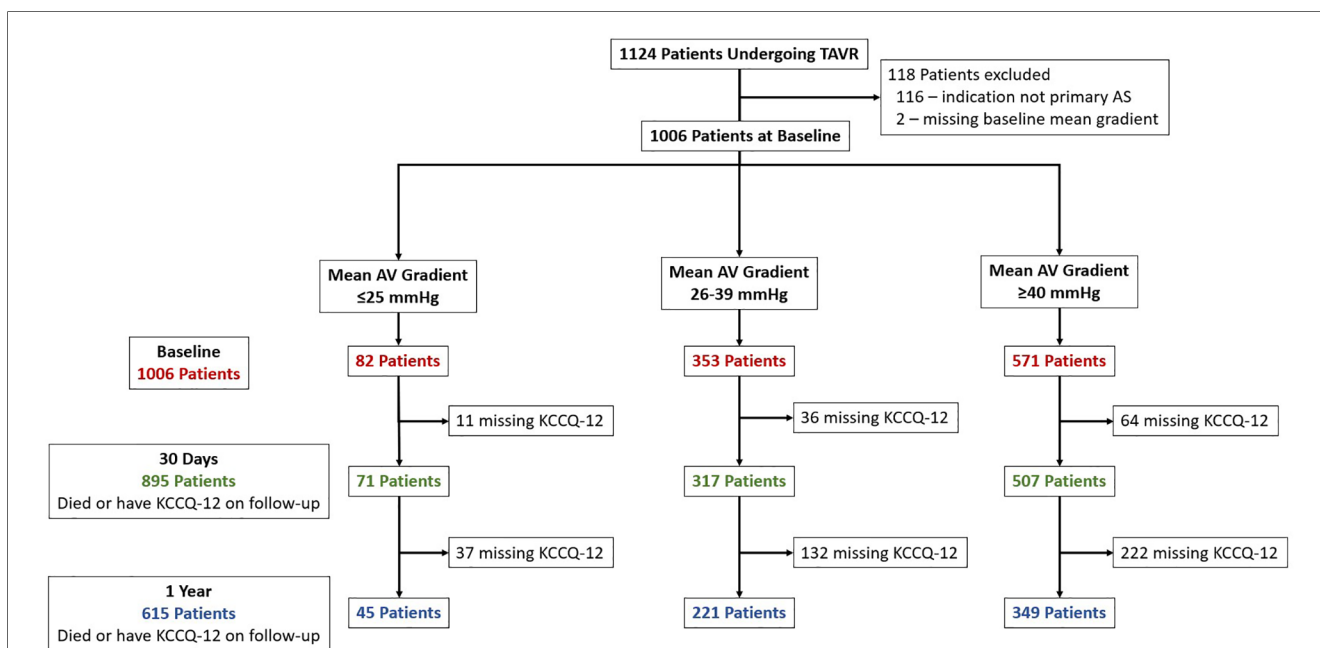 1124 Patients Undergoing TAVR
118 Patients excluded
116 – indication not primary AS
2 – missing baseline mean gradient
1006 Patients at Baseline
Mean AV Gradient
≤25 mmHg
Mean AV Gradient
26-39 mmHg
Mean AV Gradient
≥40 mmHg
Baseline
1006 Patients
82 Patients
353 Patients
571 Patients
11 missing KCCQ-12
36 missing KCCQ-12
64 missing KCCQ-12
30 Days
895 Patients
Died or have KCCQ-12 on follow-up
71 Patients
317 Patients
507 Patients
37 missing KCCQ-12
132 missing KCCQ-12
222 missing KCCQ-12
1 Year
615 Patients
Died or have KCCQ-12 on follow-up
45 Patients
221 Patients
349 Patients